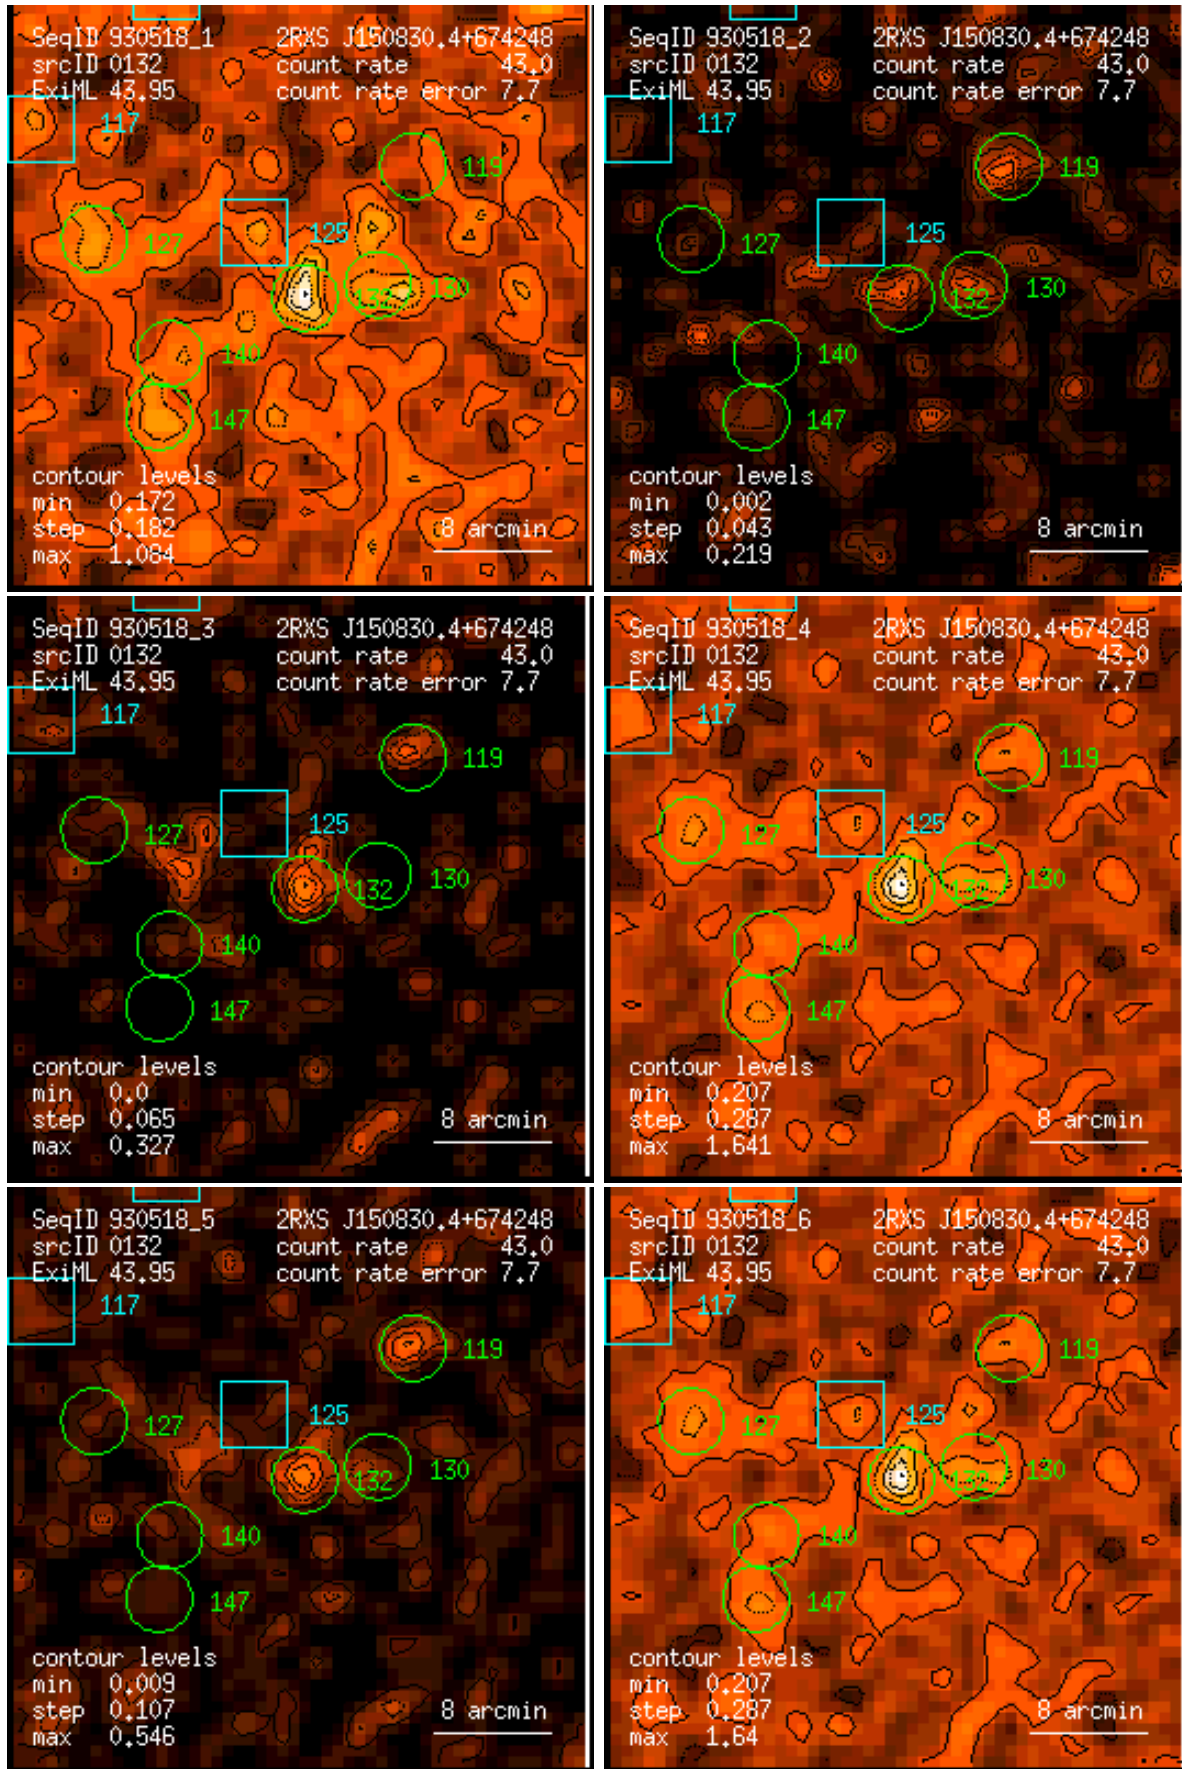 SeqID 930518_1 2RXS J150830.4+674248
srcID 0132 count rate 43.0
ExiML 43.95 count rate error 7.7
117
119
127
125
132
130
140
147
contour levels
min 0.172
step 0.182
max 1.084
8 arcmin
SeqID 930518_2 2RXS J150830.4+674248
srcID 0132 count rate 43.0
ExiML 43.95 count rate error 7.7
117
119
127
125
132
130
140
147
contour levels
min 0.002
step 0.043
max 0.219
8 arcmin
SeqID 930518_3 2RXS J150830.4+674248
srcID 0132 count rate 43.0
ExiML 43.95 count rate error 7.7
117
119
127
125
132
130
140
147
contour levels
min 0.0
step 0.065
max 0.327
8 arcmin
SeqID 930518_4 2RXS J150830.4+674248
srcID 0132 count rate 43.0
ExiML 43.95 count rate error 7.7
117
119
127
125
132
130
140
147
contour levels
min 0.207
step 0.287
max 1.641
8 arcmin
SeqID 930518_5 2RXS J150830.4+674248
srcID 0132 count rate 43.0
ExiML 43.95 count rate error 7.7
117
119
127
125
132
130
140
147
contour levels
min 0.009
step 0.107
max 0.546
8 arcmin
SeqID 930518_6 2RXS J150830.4+674248
srcID 0132 count rate 43.0
ExiML 43.95 count rate error 7.7
117
119
127
125
132
130
140
147
contour levels
min 0.207
step 0.287
max 1.64
8 arcmin